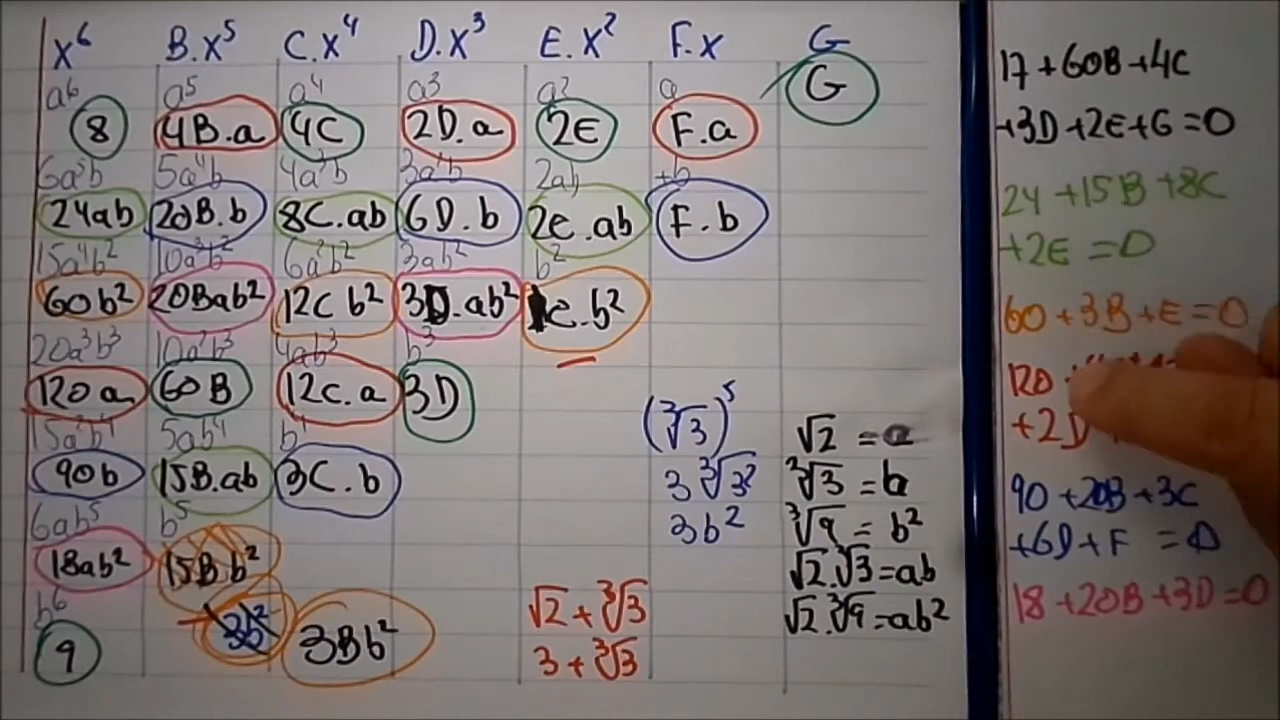 x⁶ B.x⁵ C.x⁴ D.x³ E.x² F.x G
a⁶ a⁵ a⁴ a³ a² a
8 4B.a 4C 2D.a 2E F.a G
6a⁵b 5a⁴b 4a³b 3a²b 2ab +b
24ab 20B.b 8C.ab 6D.b 2e.ab F.b
15a⁴b² 10a³b² 6a²b² 3ab² b²
60b² 20Bab² 12C b² 3D.ab² e.b²
20a³b³ 10a²b³ 4ab³ b³
120a 60B 12C.a 3D
15a²b⁴ 5ab⁴ b⁴
90b 15B.ab 3C.b
6ab⁵ b⁵
18ab² 15Bb²
b⁶ 3b²
9 3Bb²
(∛3)⁵
3∛3²
3b²
√2 + ∛3
3 + ∛3
√2 = a
∛3 = b
∛9 = b²
√2.∛3 = ab
√2.∛9 = ab²
17 + 60B + 4C
+3D + 2E + G = 0
24 + 15B + 8C
+2E = 0
60 + 3B + E = 0
120
+2D
90 + 20B + 3C
+6D + F = 0
18 + 20B + 3D = 0